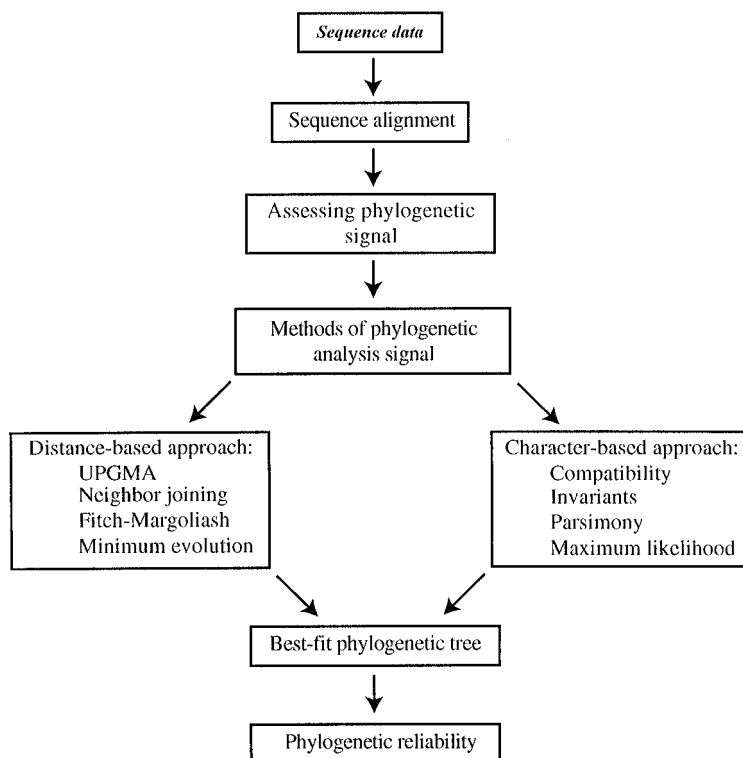 Sequence data
Sequence alignment
Assessing phylogenetic
signal
Methods of phylogenetic
analysis signal
Distance-based approach:
UPGMA
Neighbor joining
Fitch-Margoliash
Minimum evolution
Character-based approach:
Compatibility
Invariants
Parsimony
Maximum likelihood
Best-fit phylogenetic tree
Phylogenetic reliability